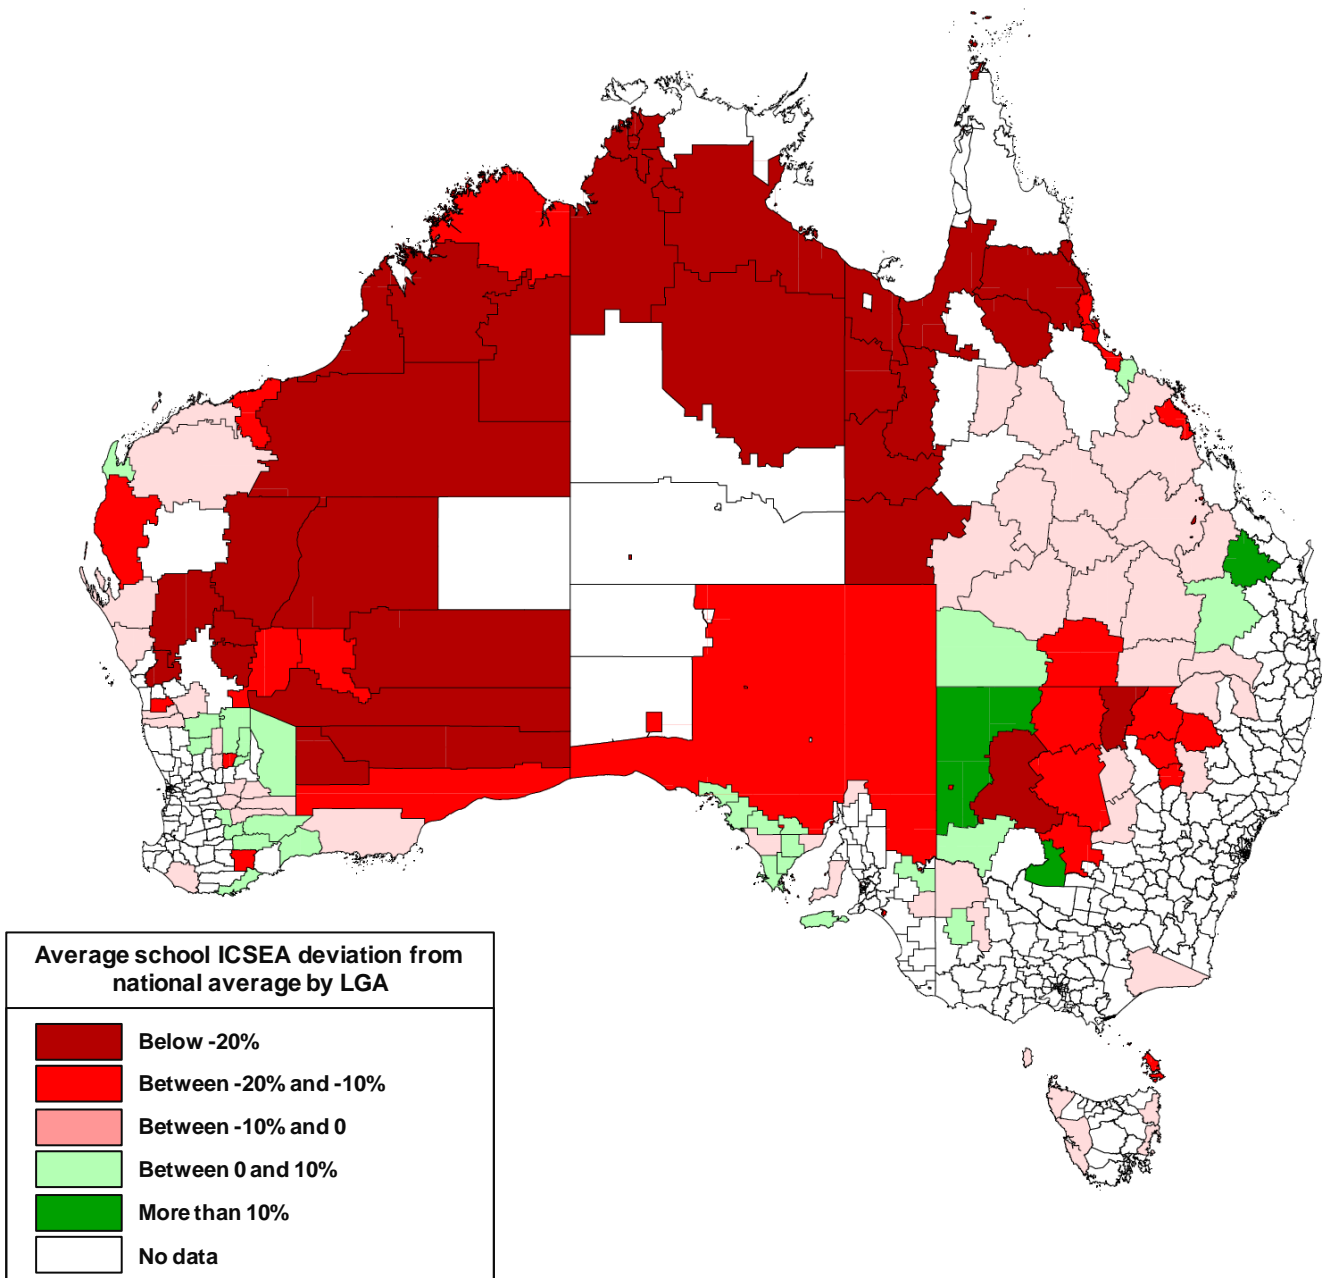 Average school ICSEA deviation from
national average by LGA
Below -20%
Between -20% and -10%
Between -10% and 0
Between 0 and 10%
More than 10%
No data